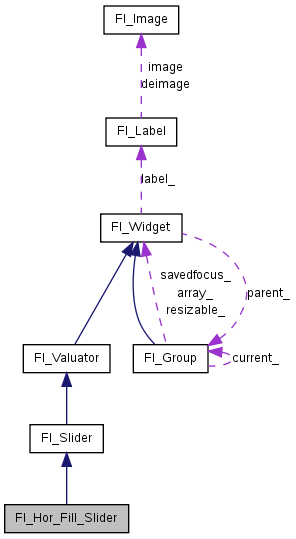 Fl_Image
image
deimage
Fl_Label
label_
Fl_Widget
savedfocus_
array_
resizable_
parent_
Fl_Valuator
Fl_Group
current_
Fl_Slider
Fl_Hor_Fill_Slider